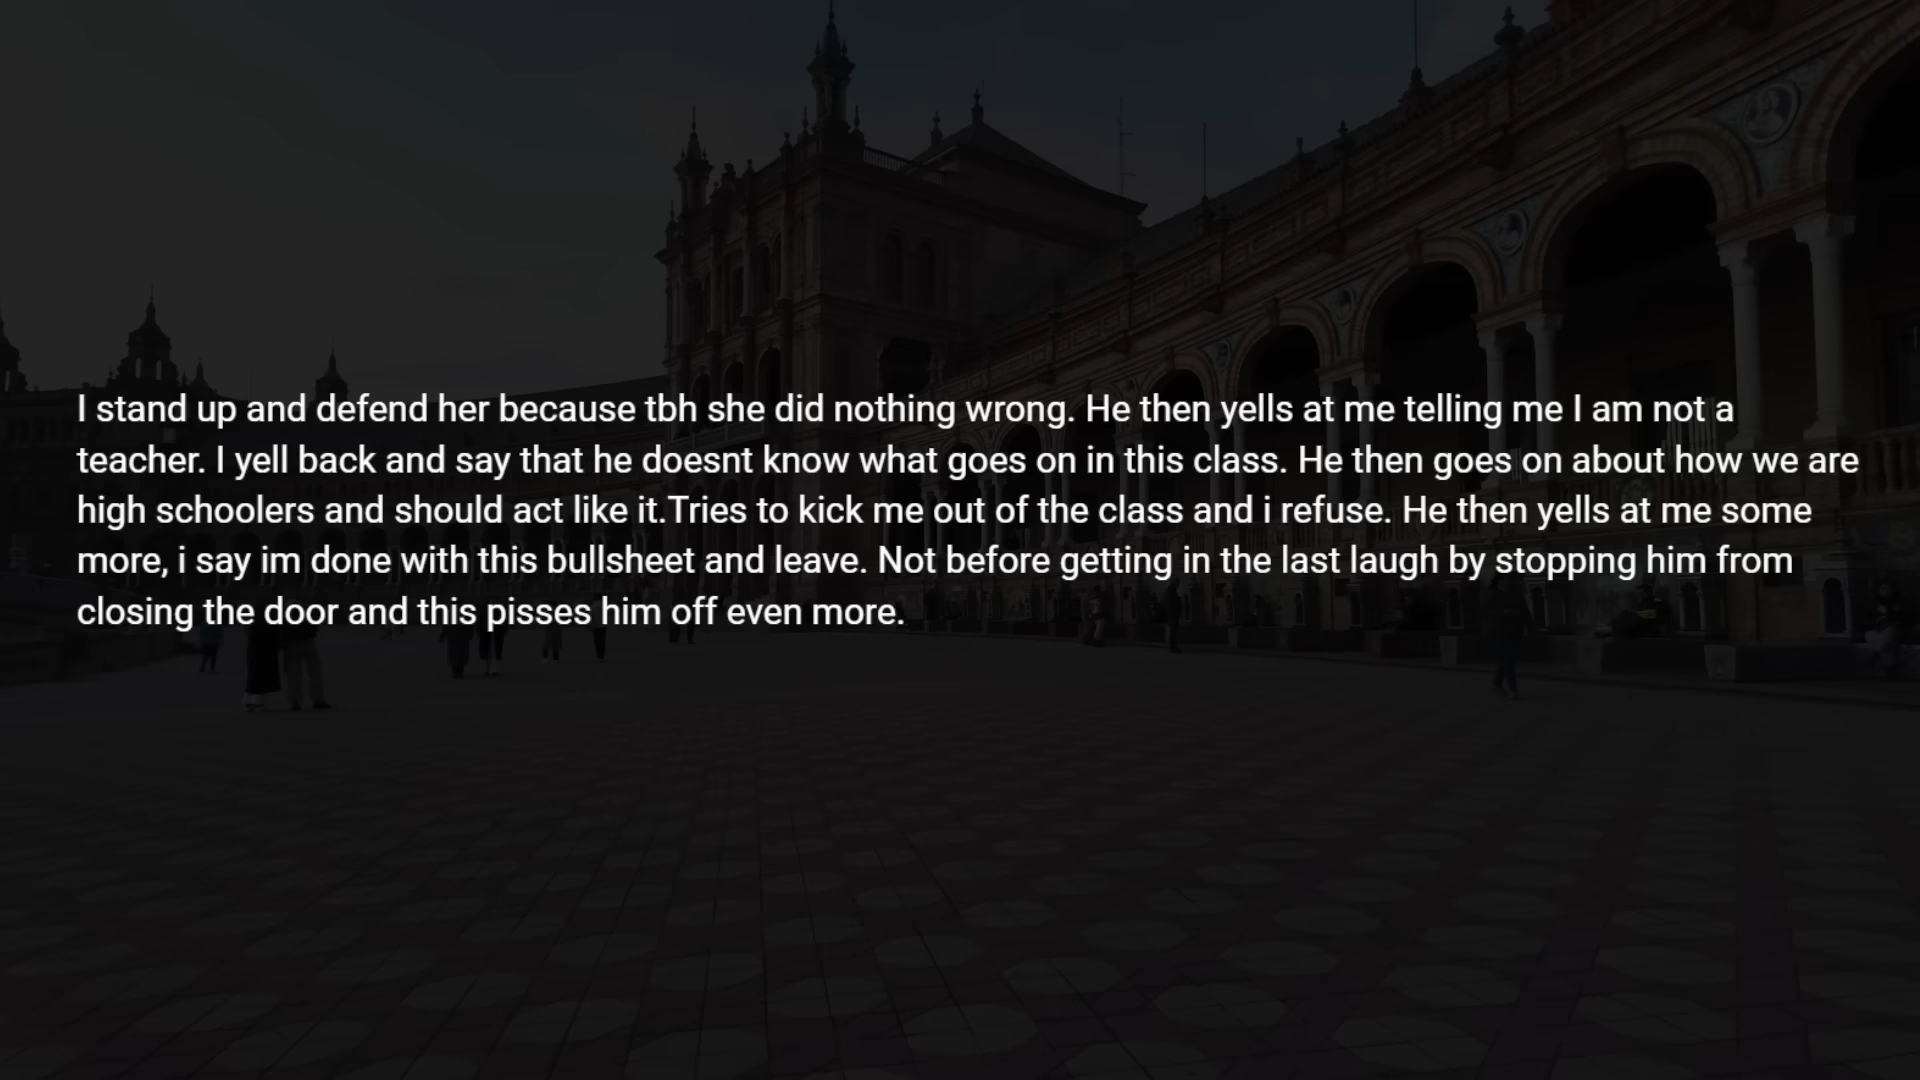 I stand up and defend her because tbh she did nothing wrong. He then yells at me telling me I am not a
teacher. I yell back and say that he doesnt know what goes on in this class. He then goes on about how we are
high schoolers and should act like it.Tries to kick me out of the class and i refuse. He then yells at me some
more, i say im done with this bullsheet and leave. Not before getting in the last laugh by stopping him from
closing the door and this pisses him off even more.